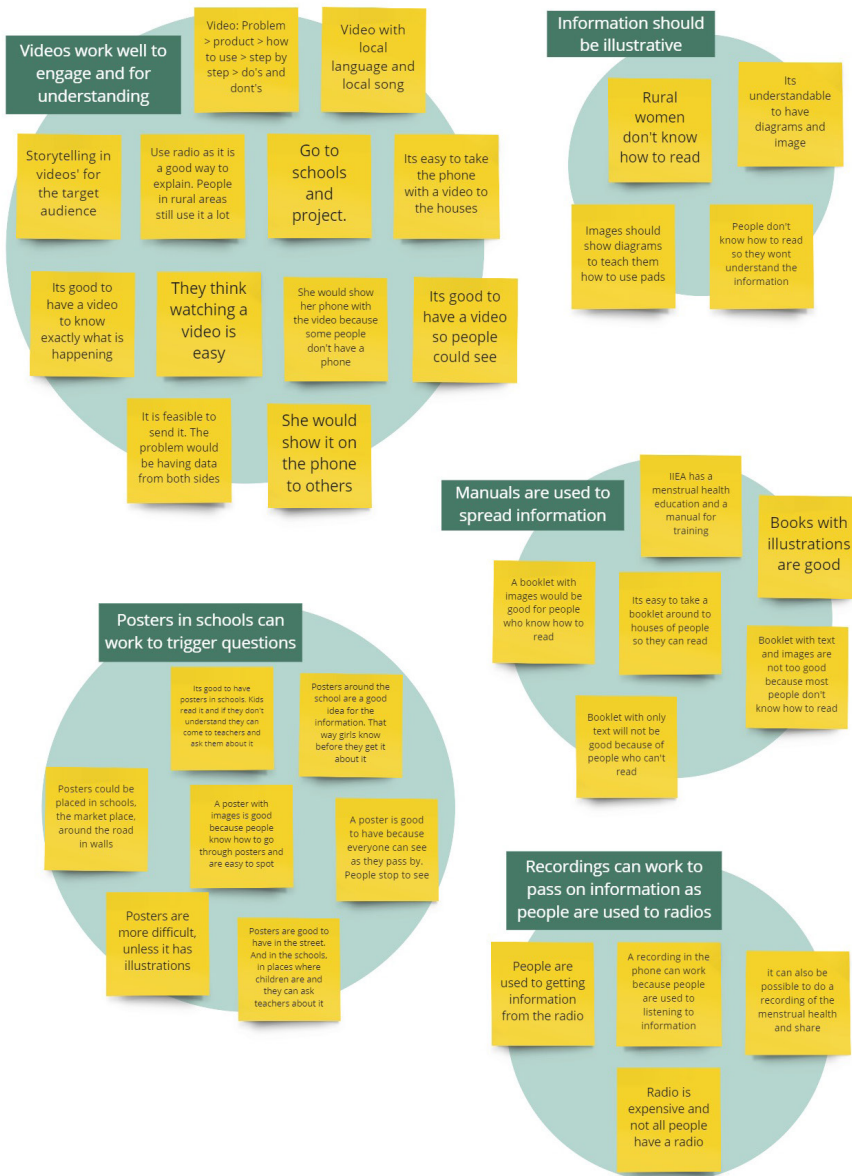 Videos work well to
engage and for
understanding
Video: Problem
> product > how
to use > step by
step > do's and
dont's
Video with
local
language and
local song
Storytelling in
videos' for
the target
audience
Use radio as it is
a good way to
explain. People
in rural areas
still use it a lot
Go to
schools
and
project.
Its easy to take
the phone
with a video to
the houses
Its good to
have a video
to know
exactly what is
happening
They think
watching a
video is
easy
She would show
her phone with
the video because
some people
don't have a
phone
Its good to
have a video
so people
could see
It is feasible to
send it. The
problem would
be having data
from both sides
She would
show it on
the phone
to others
Information should
be illustrative
Rural
women
don't know
how to read
Its
understandable
to have
diagrams and
image
Images should
show diagrams
to teach them
how to use pads
People don't
know how to read
so they wont
understand the
information
Manuals are used to
spread information
IIEA has a
menstrual health
education and a
manual for
training
Books with
illustrations
are good
A booklet with
images would be
good for people
who know how to
read
Its easy to take a
booklet around to
houses of people
so they can read
Booklet with text
and images are
not too good
because most
people don't
know how to read
Booklet with only
text will not be
good because of
people who can't
read
Posters in schools can
work to trigger questions
Its good to have
posters in schools. Kids
read it and if they don't
understand they can
come to teachers and
ask them about it
Posters around the
school are a good
idea for the
information. That
way girls know
before they get it
about it
Posters could be
placed in schools,
the market place,
around the road
in walls
A poster with
images is good
because people
know how to go
through posters and
are easy to spot
A poster is good
to have because
everyone can see
as they pass by.
People stop to see
Posters are
more difficult,
unless it has
illustrations
Posters are good to
have in the street.
And in the schools,
in places where
children are and
they can ask
teachers about it
Recordings can work to
pass on information as
people are used to radios
People are
used to getting
information
from the radio
A recording in the
phone can work
because people
are used to
listening to
information
it can also be
possible to do a
recording of the
menstrual health
and share
Radio is
expensive and
not all people
have a radio